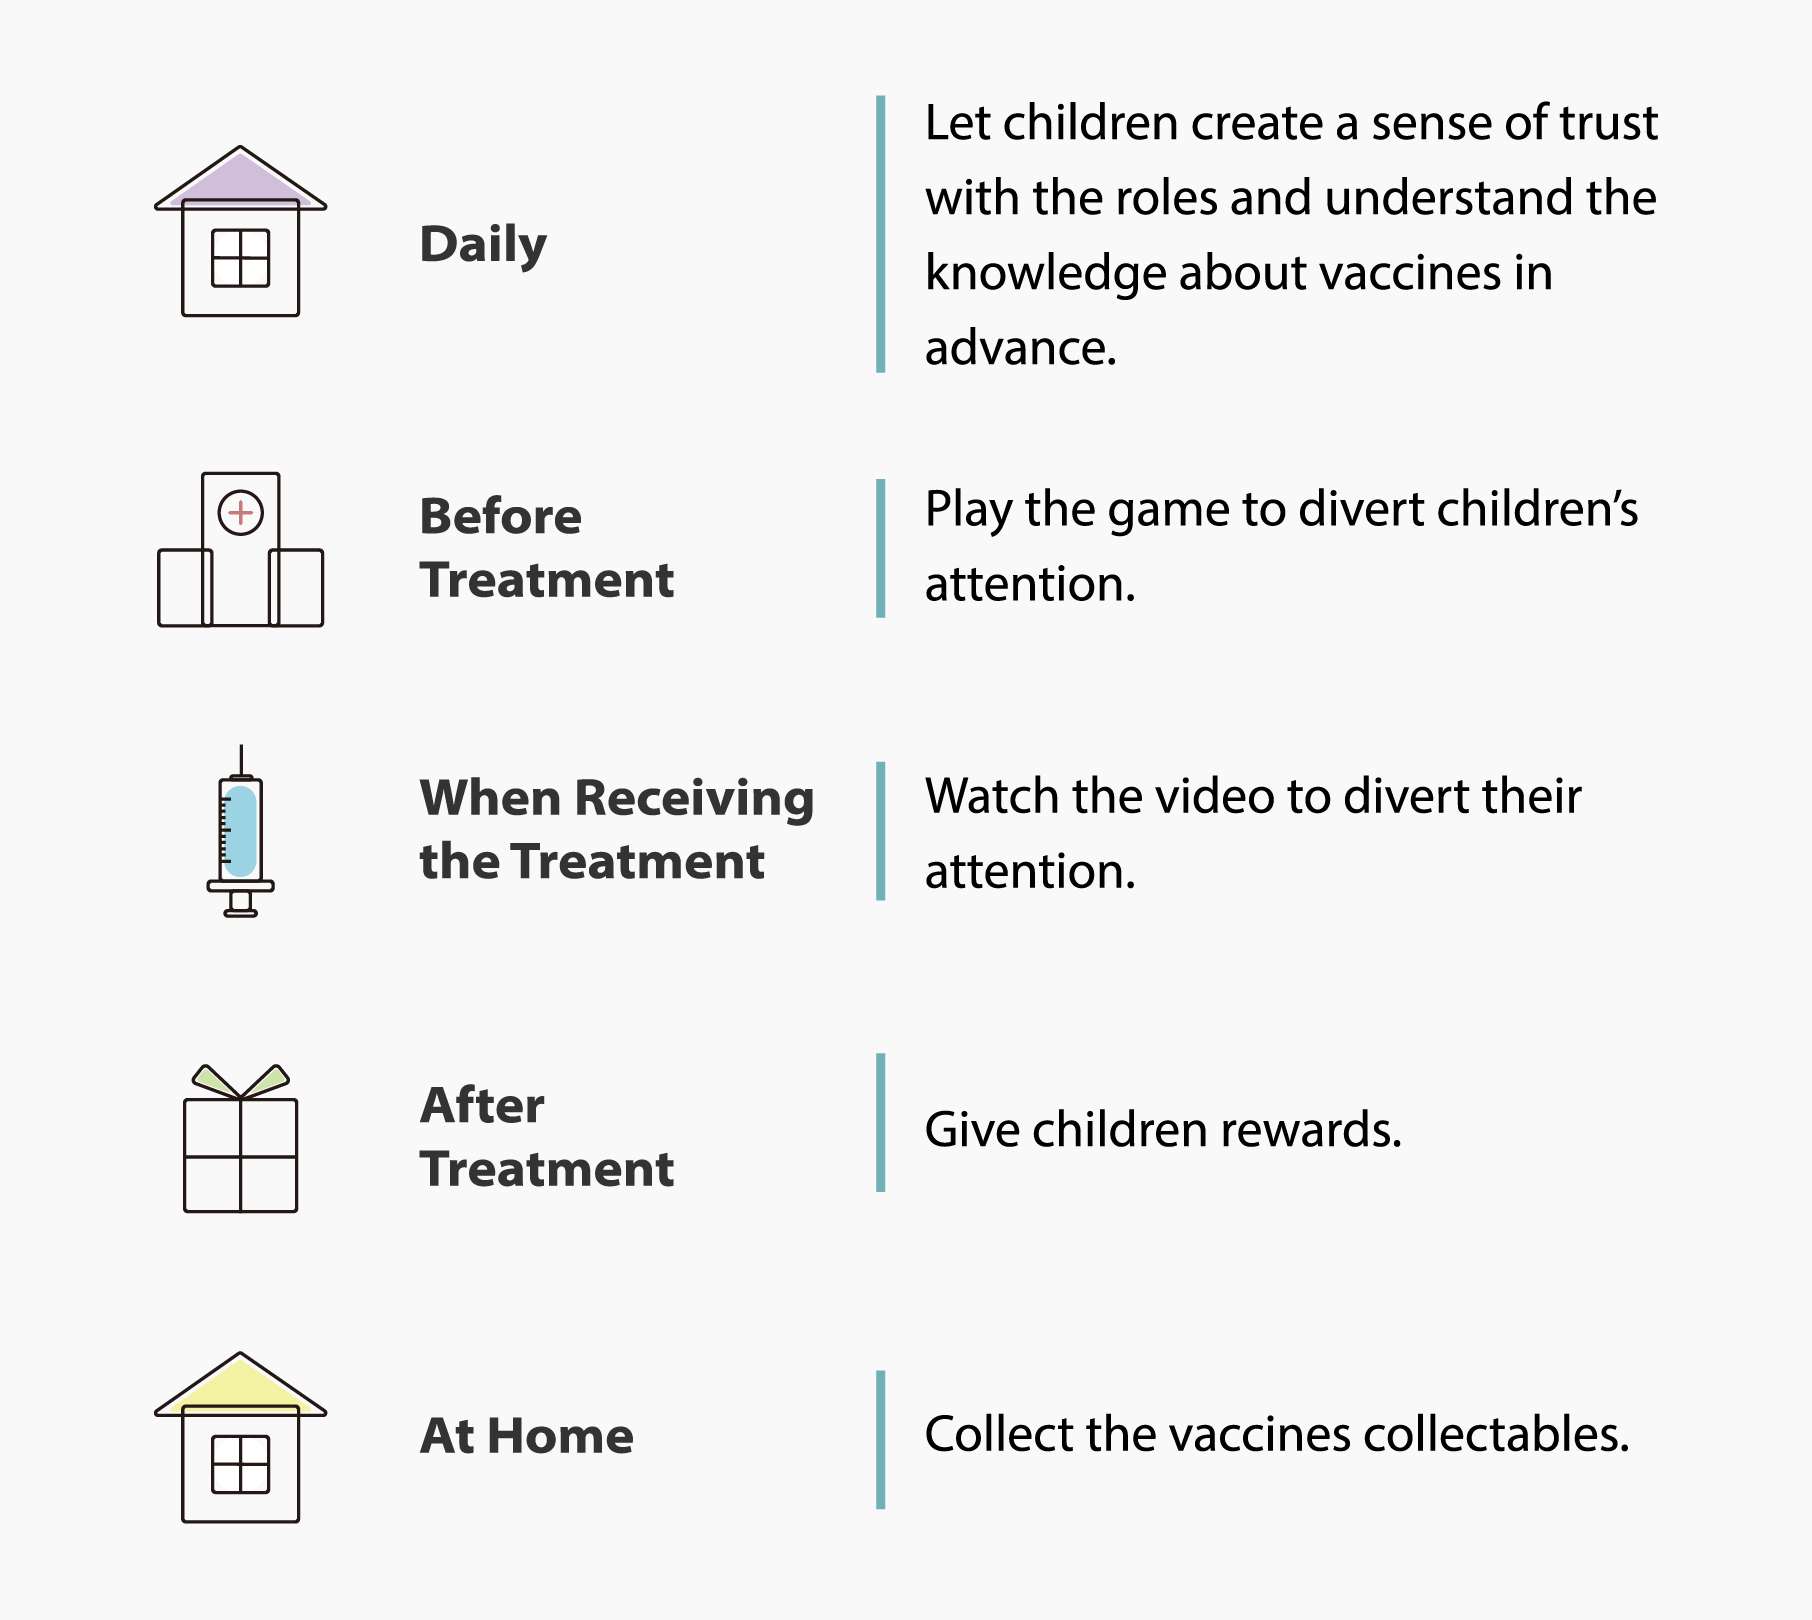 Daily
Let children create a sense of trust
with the roles and understand the
knowledge about vaccines in
advance.
Before
Treatment
Play the game to divert children’s
attention.
When Receiving
the Treatment
Watch the video to divert their
attention.
After
Treatment
Give children rewards.
At Home
Collect the vaccines collectables.